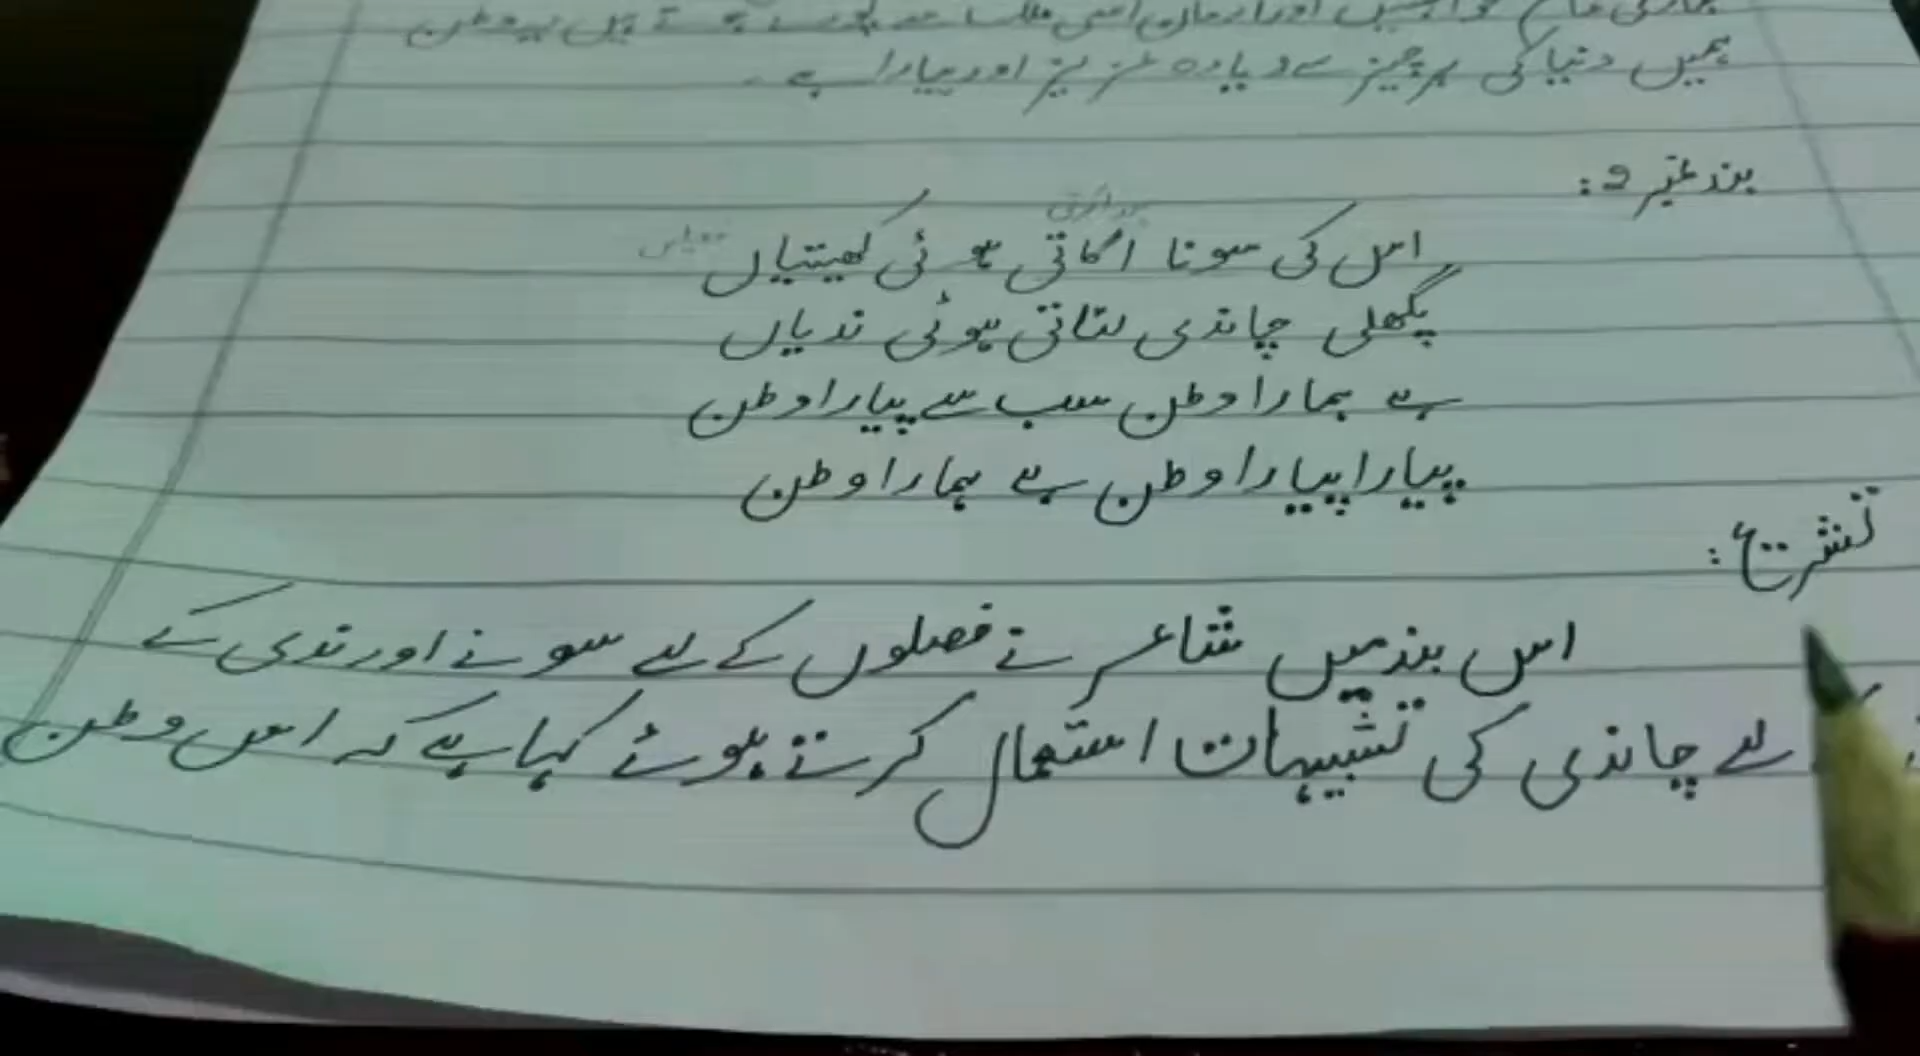 ہمیں دنیا کی ہر چیز سے زیادہ عزیز اور پیارا ہے۔
بند نمبر 2:
اس کی سونا اگاتی ہوئی کھیتیاں
پگھلی چاندی لٹاتی ہوئی ندیاں
ہے ہمارا وطن سب سے پیارا وطن
پیارا پیارا وطن ہے ہمارا وطن
تشریح:
اس بند میں شاعر نے فصلوں کے لیے سونے اور ندی کے
لیے چاندی کی تشبیہات استعمال کرتے ہوئے کہا ہے کہ اس وطن